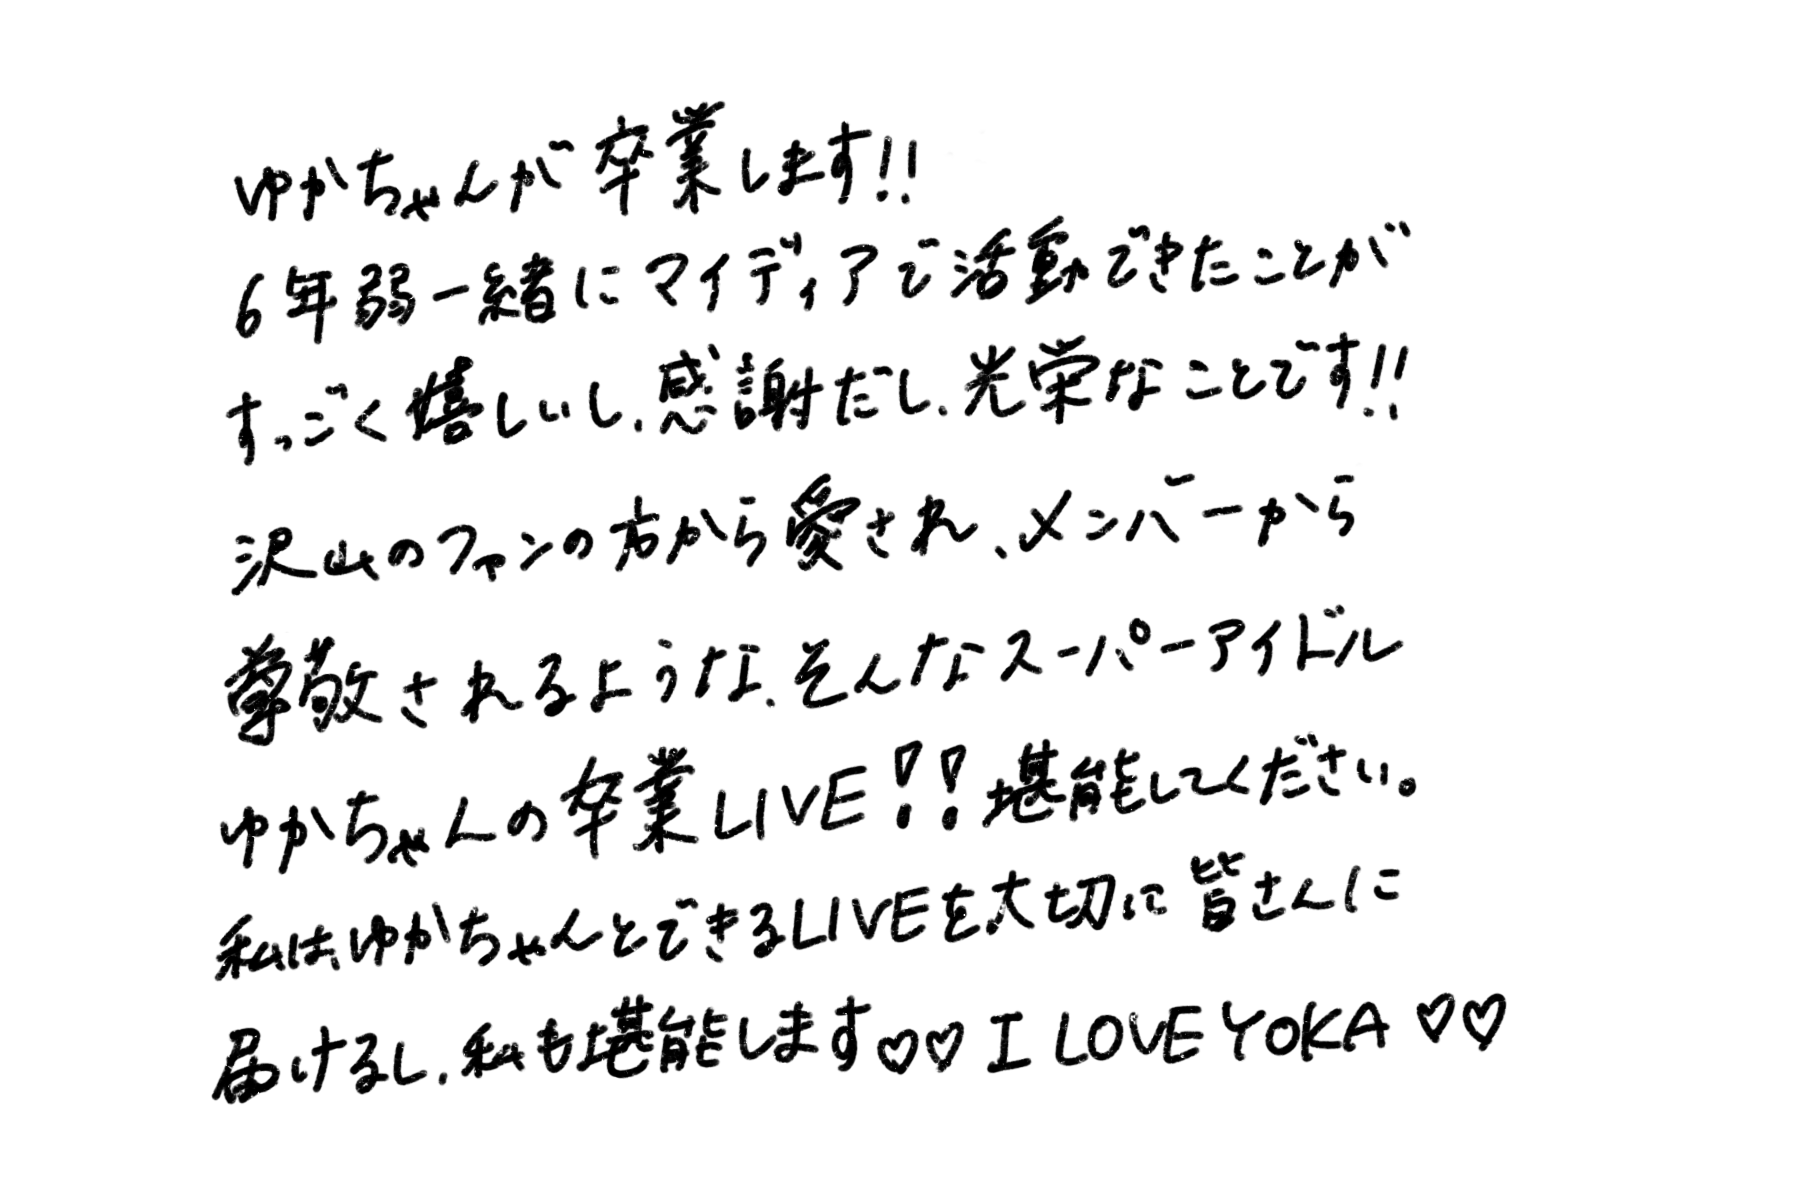 ゆかちゃんが卒業します!!
6年弱一緒にマイディアで活動できたことが
すっごく嬉しいし、感謝だし、光栄なことです!!
沢山のファンの方から愛され、メンバーから
尊敬されるような、そんなスーパーアイドル
ゆかちゃんの卒業LIVE!!堪能してください。
私は、ゆかちゃんとできるLIVEを、大切に皆さんに
届けるし、私も堪能します♡♡ I LOVE YOKA ♡♡